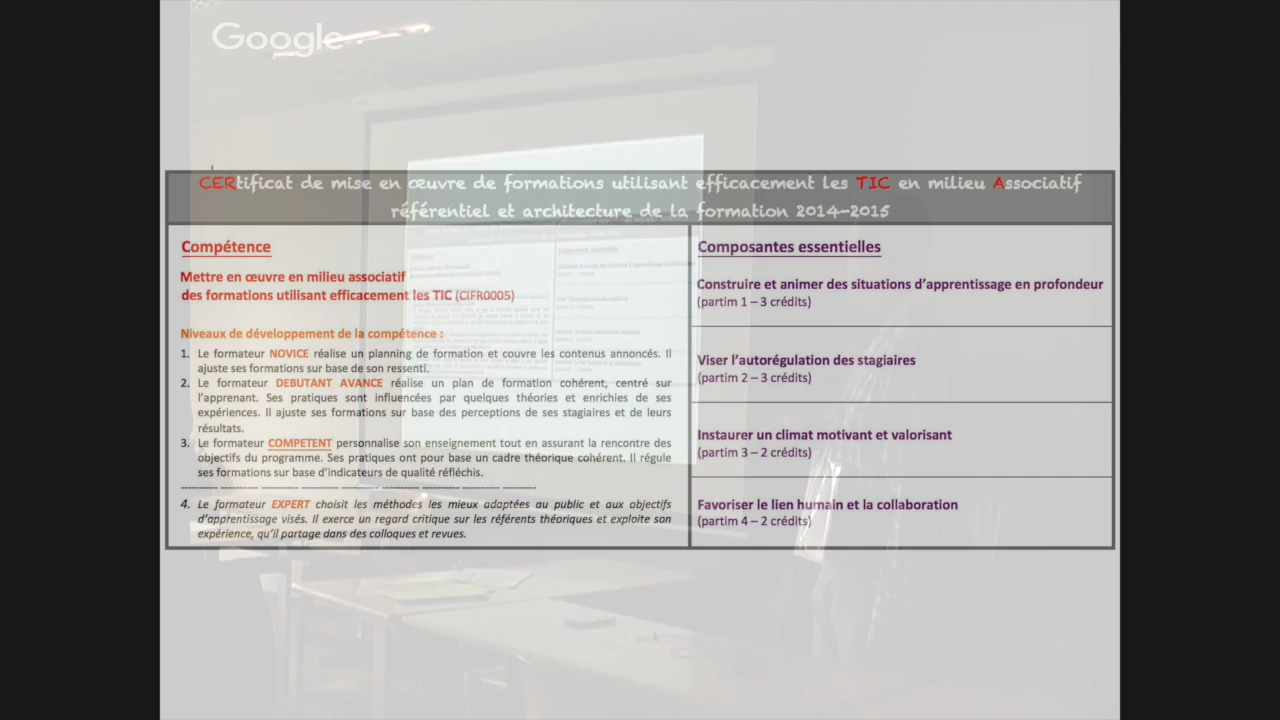 Google
CERtificat de mise en œuvre de formations utilisant efficacement les TIC en milieu Associatif
référentiel et architecture de la formation 2014-2015
Compétence
Mettre en œuvre en milieu associatif
des formations utilisant efficacement les TIC (CIFR0005)
Niveaux de développement de la compétence :
1. Le formateur NOVICE réalise un planning de formation et couvre les contenus annoncés. Il
ajuste ses formations sur base de son ressenti.
2. Le formateur DEBUTANT AVANCE réalise un plan de formation cohérent, centré sur
l'apprenant. Ses pratiques sont influencées par quelques théories et enrichies de ses
expériences. Il ajuste ses formations sur base des perceptions de ses stagiaires et de leurs
résultats.
3. Le formateur COMPETENT personnalise son enseignement tout en assurant la rencontre des
objectifs du programme. Ses pratiques ont pour base un cadre théorique cohérent. Il régule
ses formations sur base d'indicateurs de qualité réfléchis.
4. Le formateur EXPERT choisit les méthodes les mieux adaptées au public et aux objectifs
d'apprentissage visés. Il exerce un regard critique sur les référents théoriques et exploite son
expérience, qu'il partage dans des colloques et revues.
Composantes essentielles
Construire et animer des situations d'apprentissage en profondeur
(partim 1 – 3 crédits)
Viser l'autorégulation des stagiaires
(partim 2 – 3 crédits)
Instaurer un climat motivant et valorisant
(partim 3 – 2 crédits)
Favoriser le lien humain et la collaboration
(partim 4 – 2 crédits)